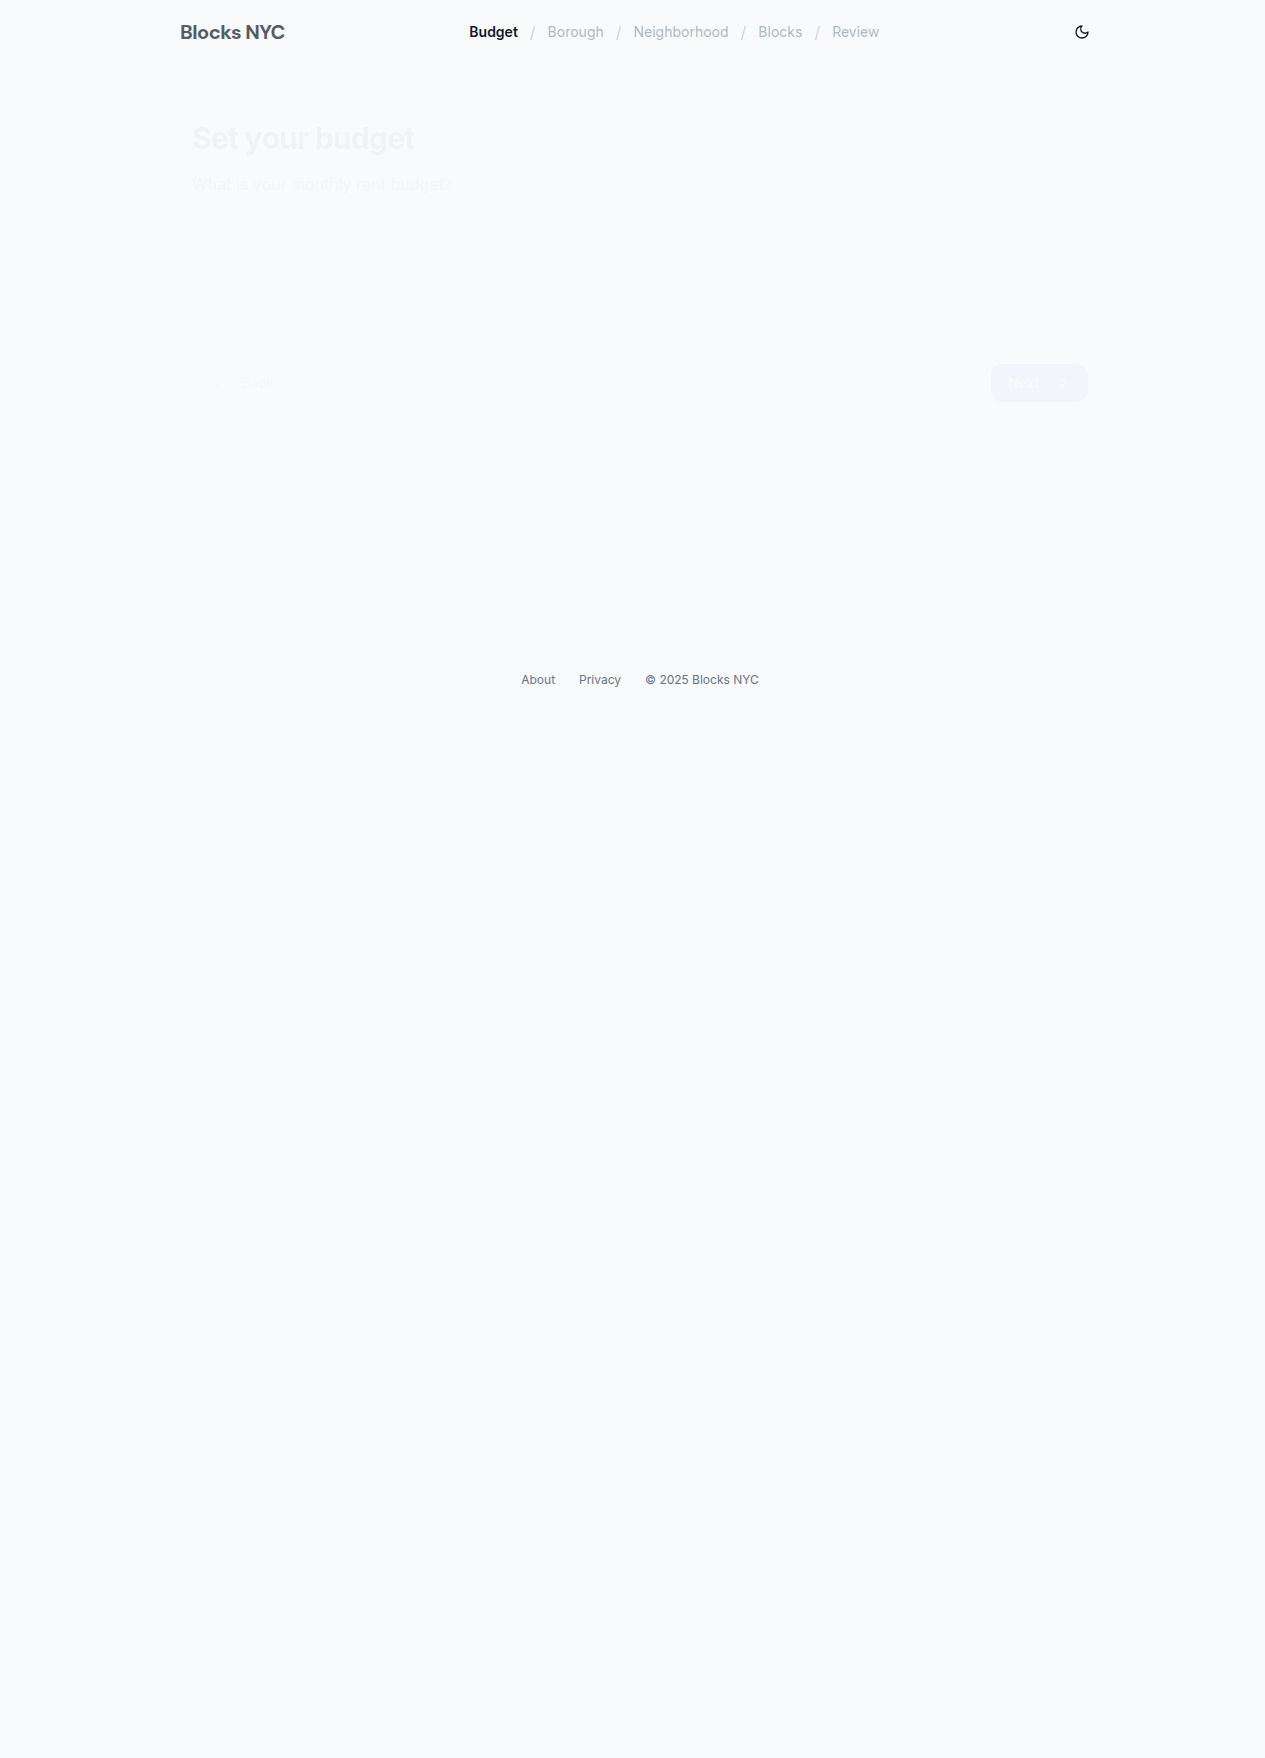 Blocks NYC
Budget / Borough / Neighborhood / Blocks / Review
Set your budget
What is your monthly rent budget?
Back
Next
About Privacy © 2025 Blocks NYC